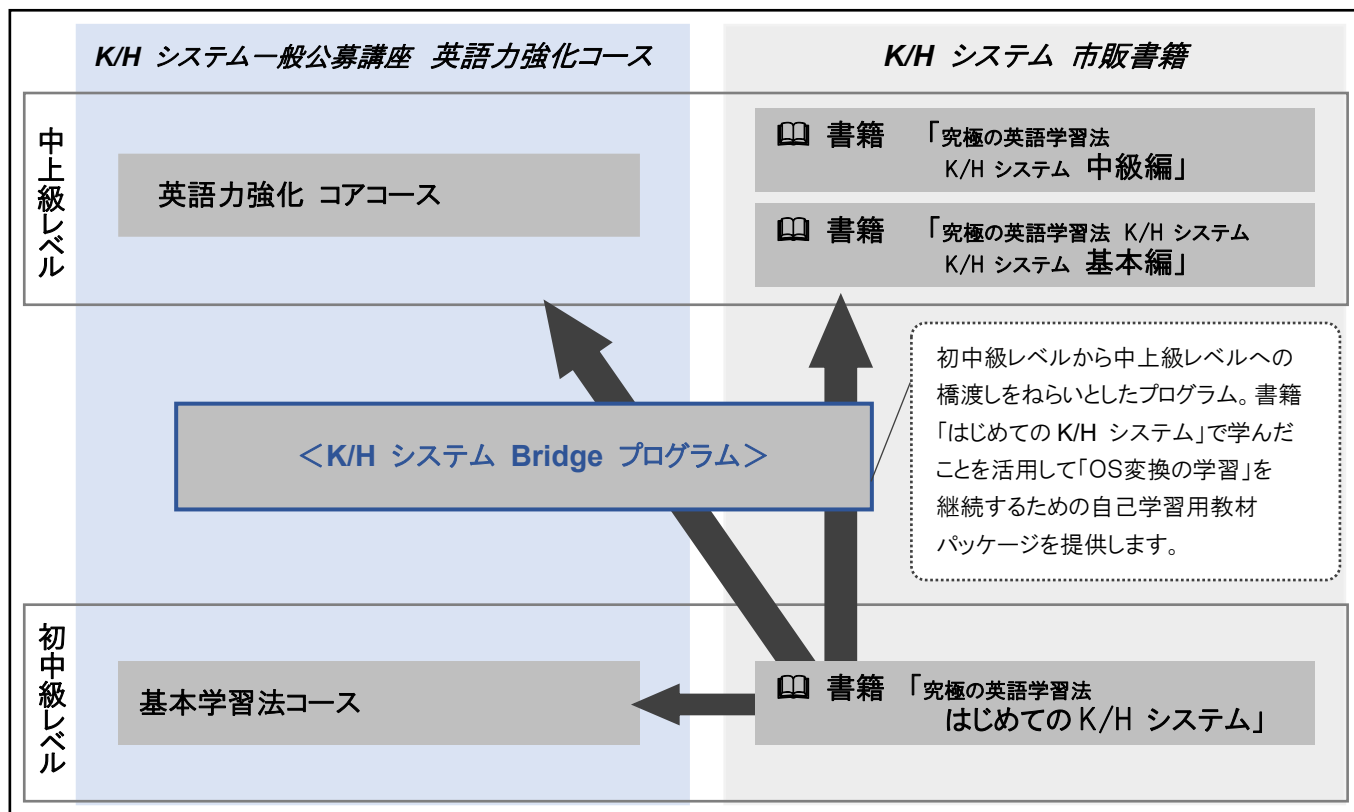 K/H システム一般公募講座 英語力強化コース
K/H システム 市販書籍
中上級レベル
英語力強化 コアコース
書籍 「究極の英語学習法
K/H システム 中級編」
書籍 「究極の英語学習法 K/H システム
K/H システム 基本編」
<K/H システム Bridge プログラム>
初中級レベルから中上級レベルへの
橋渡しをねらいとしたプログラム。書籍
「はじめての K/H システム」で学んだ
ことを活用して「OS変換の学習」を
継続するための自己学習用教材
パッケージを提供します。
初中級レベル
基本学習法コース
書籍 「究極の英語学習法
はじめての K/H システム」